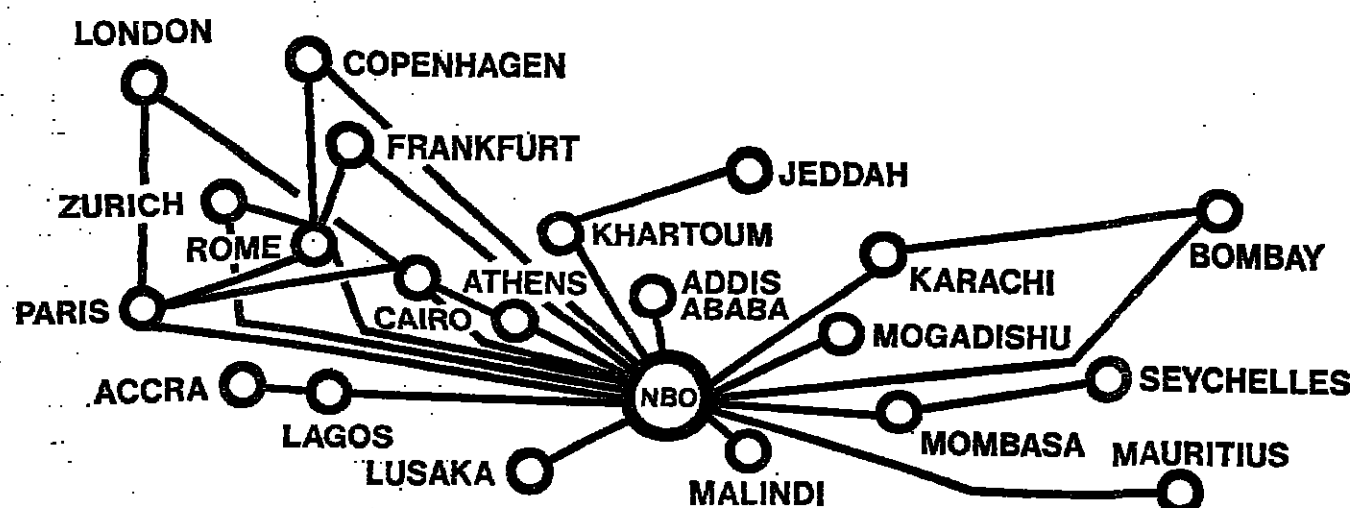 LONDON
COPENHAGEN
FRANKFURT
JEDDAH
ZURICH
ROME
KHARTOUM
BOMBAY
KARACHI
ATHENS
ADDIS
ABABA
PARIS
CAIRO
MOGADISHU
ACCRA
NBO
SEYCHELLES
LAGOS
MOMBASA
MAURITIUS
LUSAKA
MALINDI